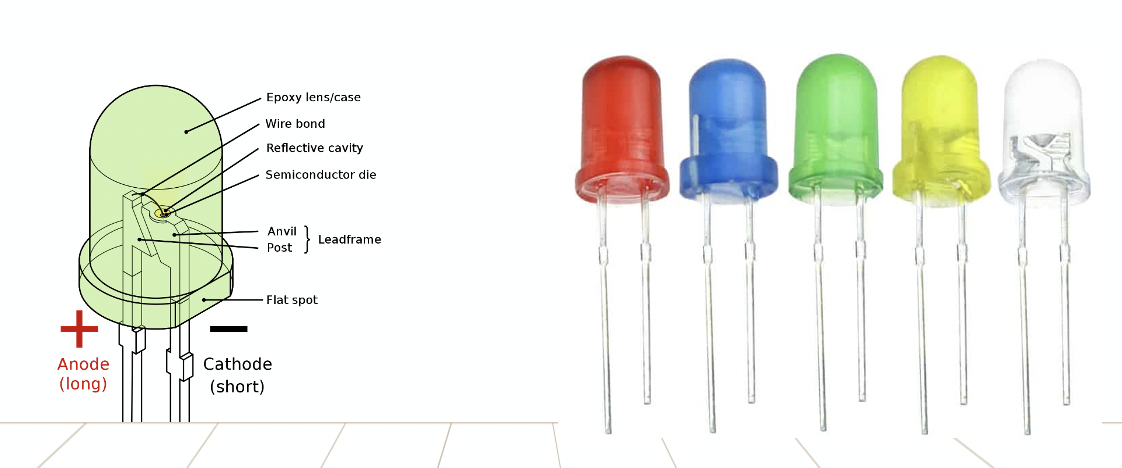 Epoxy lens/case
Wire bond
Reflective cavity
Semiconductor die
Anvil
Post
} Leadframe
Flat spot
+
Anode
(long)
−
Cathode
(short)